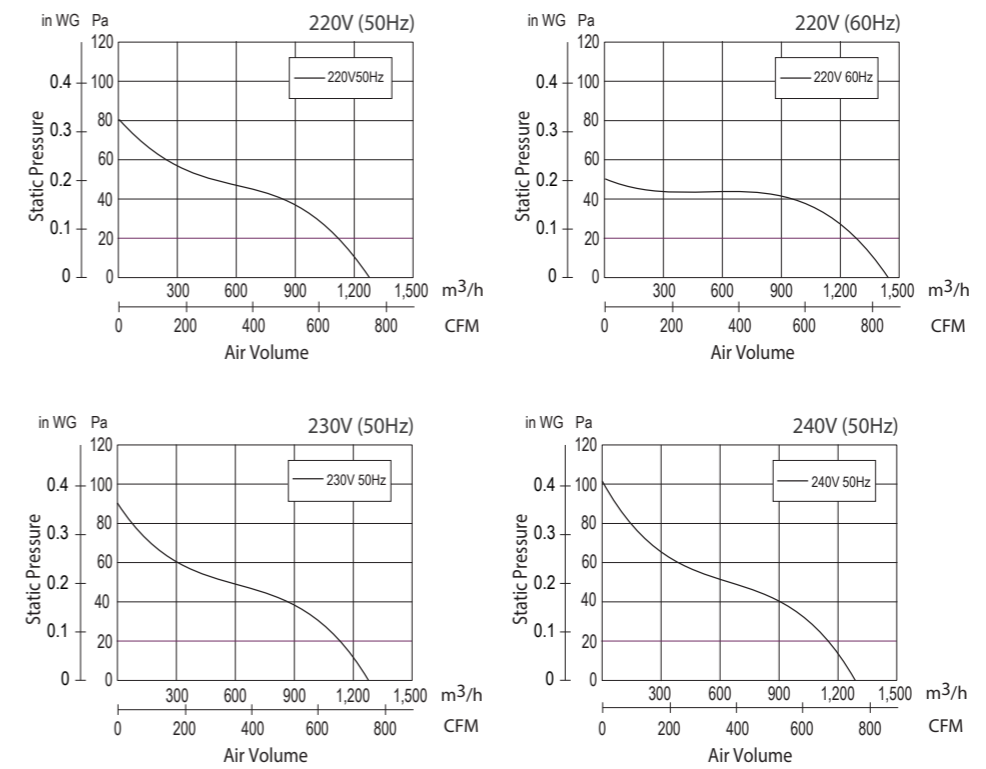 in WG Pa 220V (50Hz)
120
220V50Hz
0.4 100
0.3 80
0.2 60
0.1 40
20
0 0
Static Pressure
300 600 900 1,200 1,500 m3/h
0 200 400 600 800 CFM
Air Volume
in WG Pa 220V (60Hz)
120
220V 60Hz
0.4 100
0.3 80
0.2 60
0.1 40
20
0 0
Static Pressure
300 600 900 1,200 1,500 m3/h
0 200 400 600 800 CFM
Air Volume
in WG Pa 230V (50Hz)
120
230V 50Hz
0.4 100
0.3 80
0.2 60
0.1 40
20
0 0
Static Pressure
300 600 900 1,200 1,500 m3/h
0 200 400 600 800 CFM
Air Volume
in WG Pa 240V (50Hz)
120
240V 50Hz
0.4 100
0.3 80
0.2 60
0.1 40
20
0 0
Static Pressure
300 600 900 1,200 1,500 m3/h
0 200 400 600 800 CFM
Air Volume